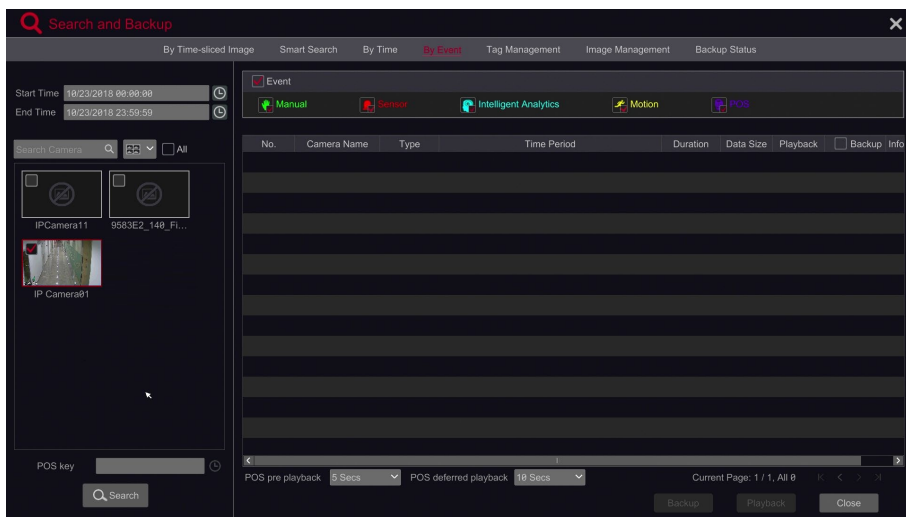 Search and Backup
By Time-sliced Image Smart Search By Time By Event Tag Management Image Management Backup Status
Start Time 10/23/2018 00:00:00
End Time 10/23/2018 23:59:59
Search Camera All
IPCamera11 9583E2_140_Fi...
IP Camera01
POS key
Search
Event
Manual Sensor Intelligent Analytics Motion POS
No. Camera Name Type Time Period Duration Data Size Playback Backup Info
POS pre playback 5 Secs POS deferred playback 10 Secs Current Page: 1 / 1, All 0
Backup Playback Close